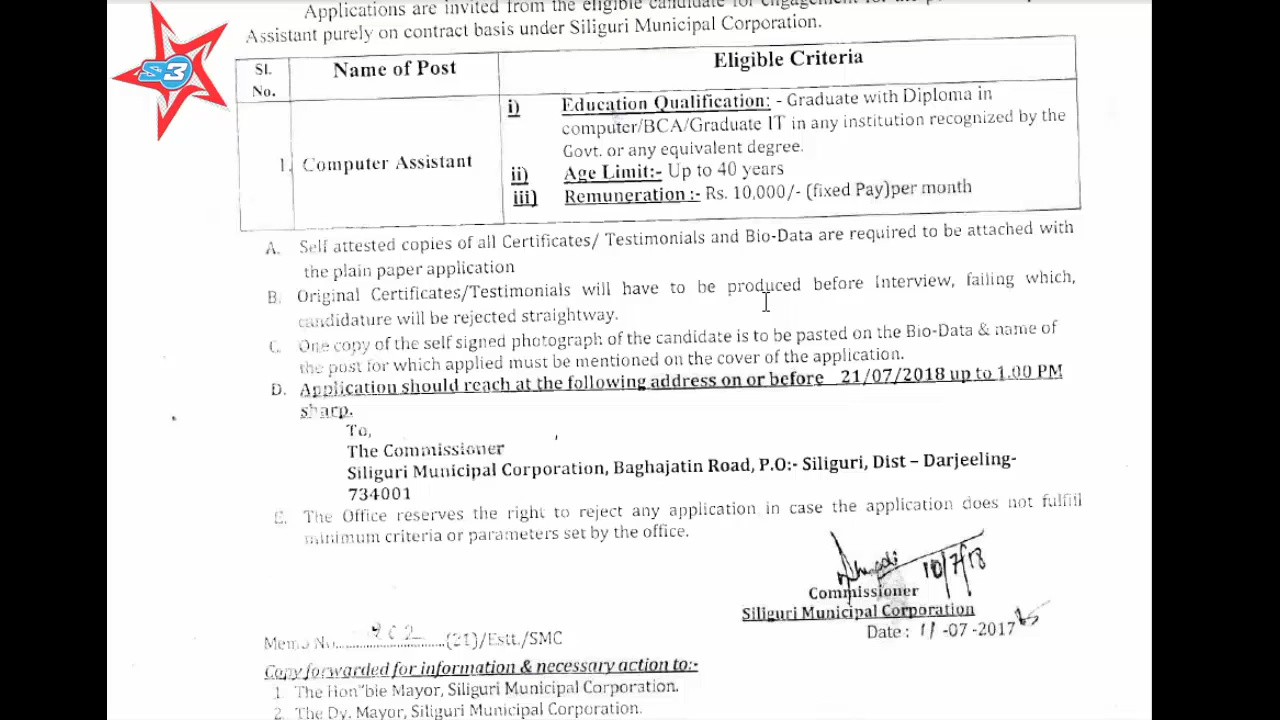 Applications are invited from the eligible candidate for engagement for the
Assistant purely on contract basis under Siliguri Municipal Corporation.
S3
Sl. No.
Name of Post
Eligible Criteria
1. Computer Assistant
i) Education Qualification: - Graduate with Diploma in
computer/BCA/Graduate IT in any institution recognized by the
Govt. or any equivalent degree.
ii) Age Limit:- Up to 40 years
iii) Remuneration :- Rs. 10,000/- (fixed Pay)per month
A. Self attested copies of all Certificates/ Testimonials and Bio-Data are required to be attached with
the plain paper application
B. Original Certificates/Testimonials will have to be produced before Interview, failing which,
candidature will be rejected straightway.
C. One copy of the self signed photograph of the candidate is to be pasted on the Bio-Data & name of
the post for which applied must be mentioned on the cover of the application.
D. Application should reach at the following address on or before 21/07/2018 up to 1.00 PM
sharp.
To,
The Commissioner
Siliguri Municipal Corporation, Baghajatin Road, P.O:- Siliguri, Dist – Darjeeling-
734001
E. The Office reserves the right to reject any application in case the application does not fulfill
minimum criteria or parameters set by the office.
10/7/18
Commissioner
Siliguri Municipal Corporation
Date : 11 -07 -2017
Memo No.....................(21)/Estt./SMC
Copy forwarded for information & necessary action to:-
1. The Hon"bie Mayor, Siliguri Municipal Corporation.
2. The Dy. Mayor, Siliguri Municipal Corporation.